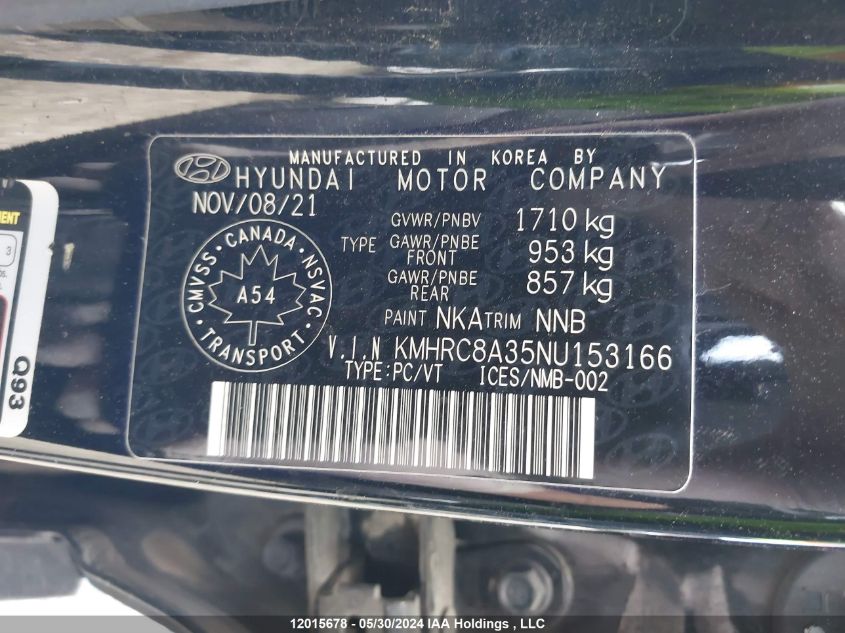 MANUFACTURED IN KOREA BY
HYUNDAI MOTOR COMPANY
NOV/08/21
GVWR/PNBV 1710 kg
TYPE GAWR/PNBE FRONT 953 kg
GAWR/PNBE REAR 857 kg
PAINT NKA TRIM NNB
CMVSS · CANADA · NSVAC
A54
TRANSPORT
V.I.N KMHRC8A35NU153166
TYPE:PC/VT ICES/NMB-002
MENT
3
Q93
12015678 - 05/30/2024 IAA Holdings , LLC